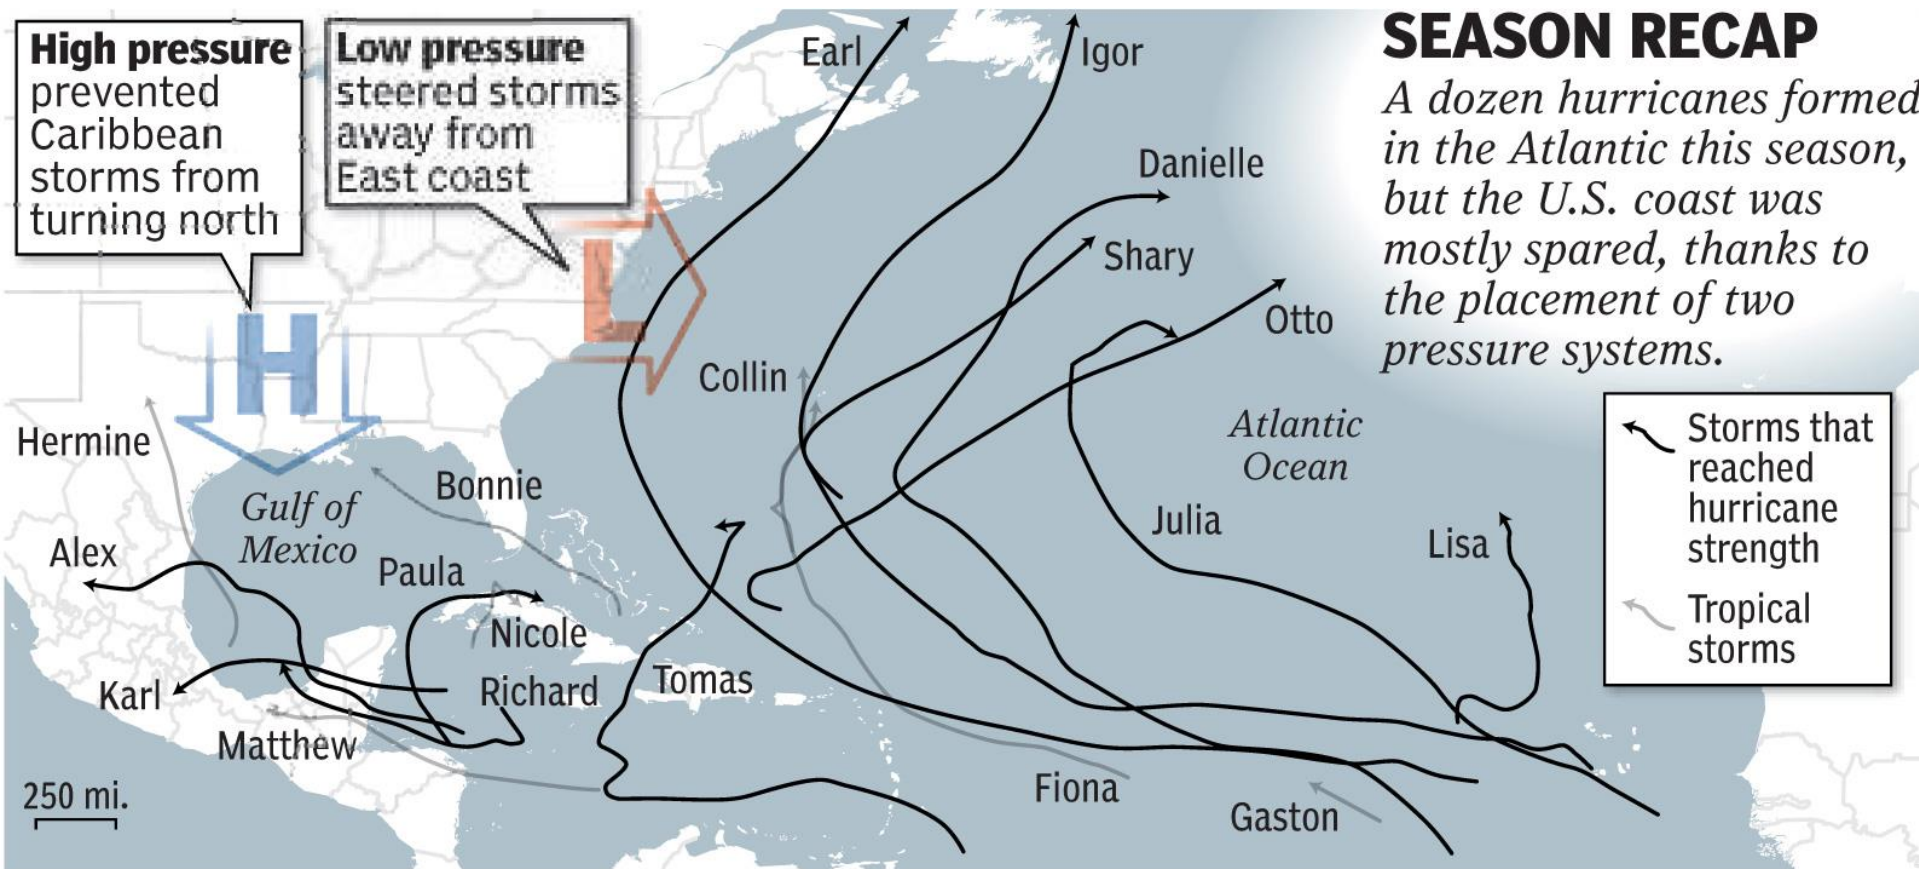 High pressure
prevented
Caribbean
storms from
turning north
Low pressure
steered storms
away from
East coast
H
L
SEASON RECAP
A dozen hurricanes formed
in the Atlantic this season,
but the U.S. coast was
mostly spared, thanks to
the placement of two
pressure systems.
Earl
Igor
Danielle
Shary
Otto
Collin
Hermine
Bonnie
Gulf of
Mexico
Atlantic
Ocean
Alex
Paula
Julia
Lisa
Nicole
Karl
Richard
Tomas
Matthew
Fiona
Gaston
250 mi.
Storms that
reached
hurricane
strength
Tropical
storms